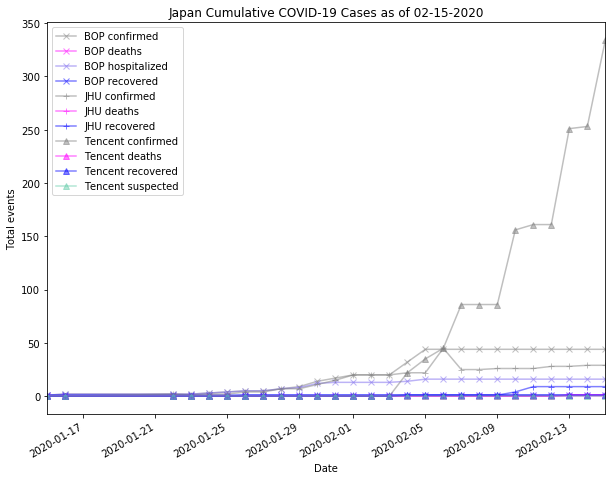 Japan Cumulative COVID-19 Cases as of 02-15-2020
BOP confirmed
BOP deaths
BOP hospitalized
BOP recovered
JHU confirmed
JHU deaths
JHU recovered
Tencent confirmed
Tencent deaths
Tencent recovered
Tencent suspected
Total events
350
300
250
200
150
100
50
0
2020-01-17
2020-01-21
2020-01-25
2020-01-29
2020-02-01
2020-02-05
2020-02-09
2020-02-13
Date